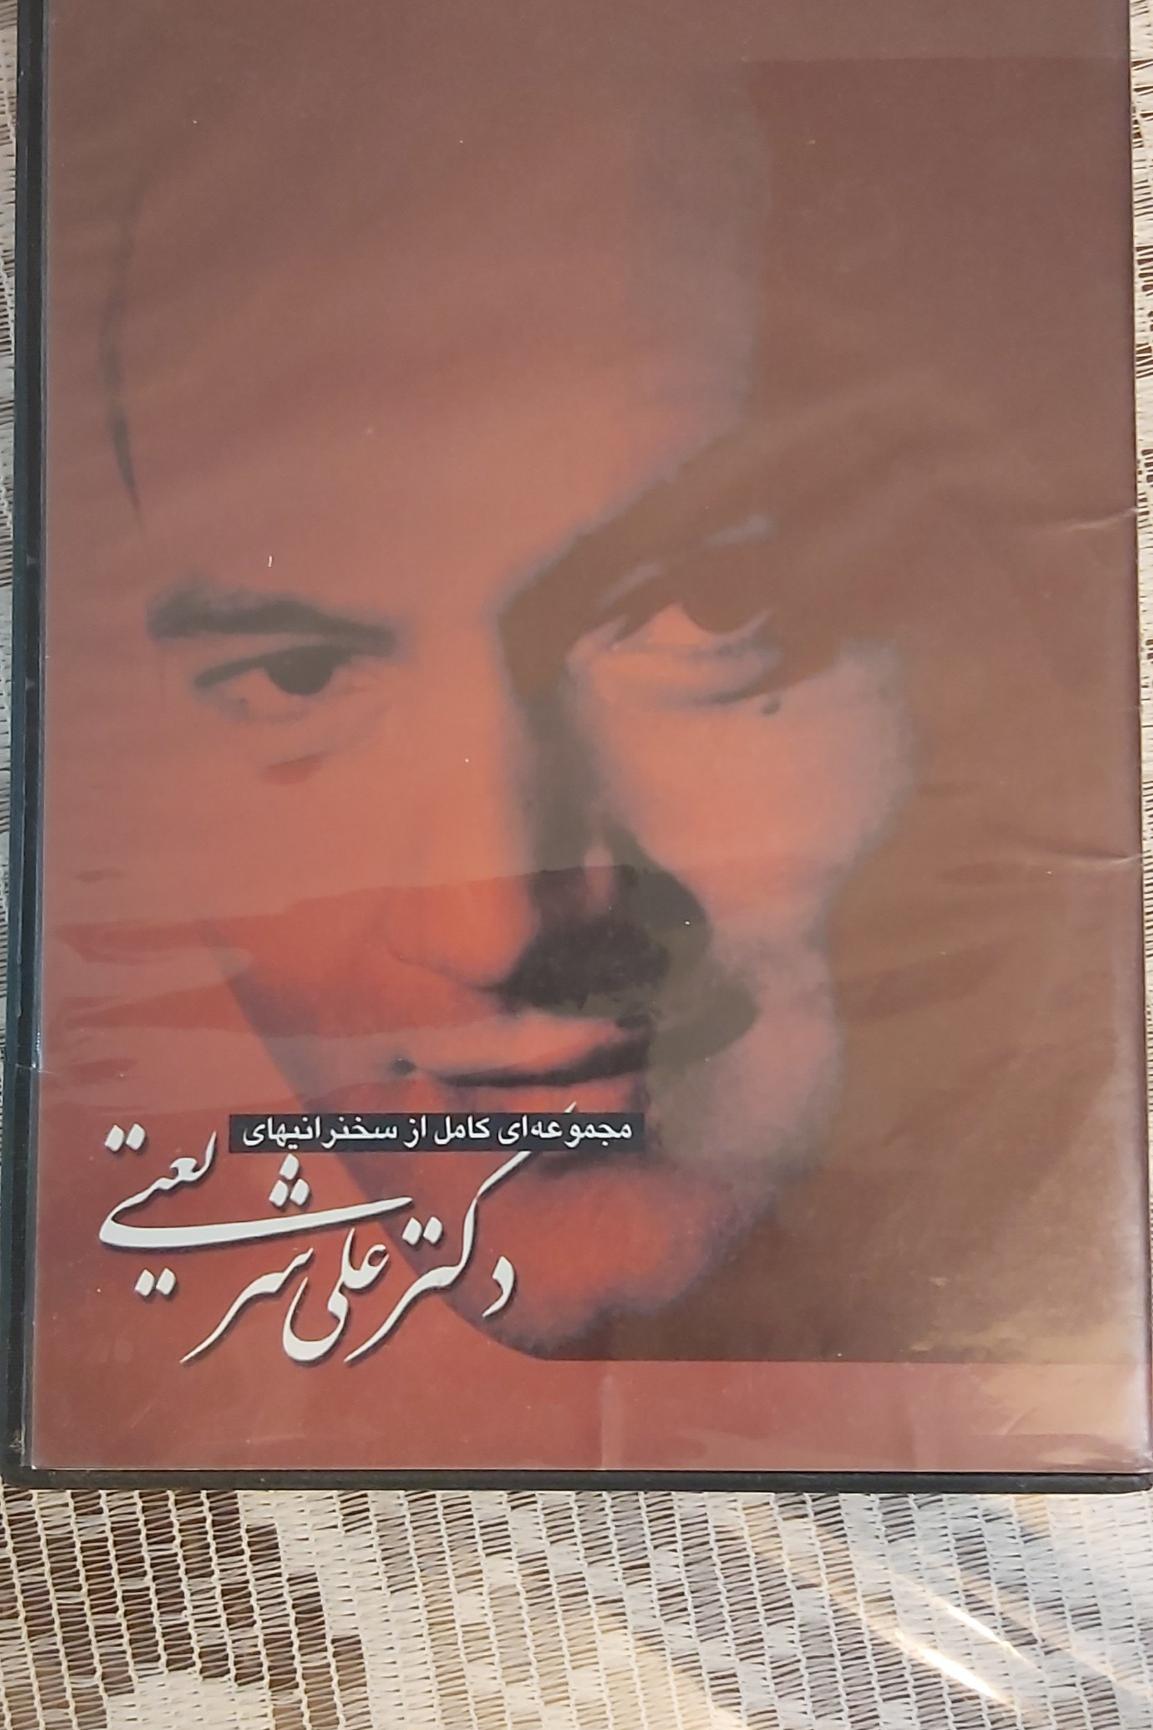 مجموعه‌ای کامل از سخنرانیهای
دکتر علی شریعتی